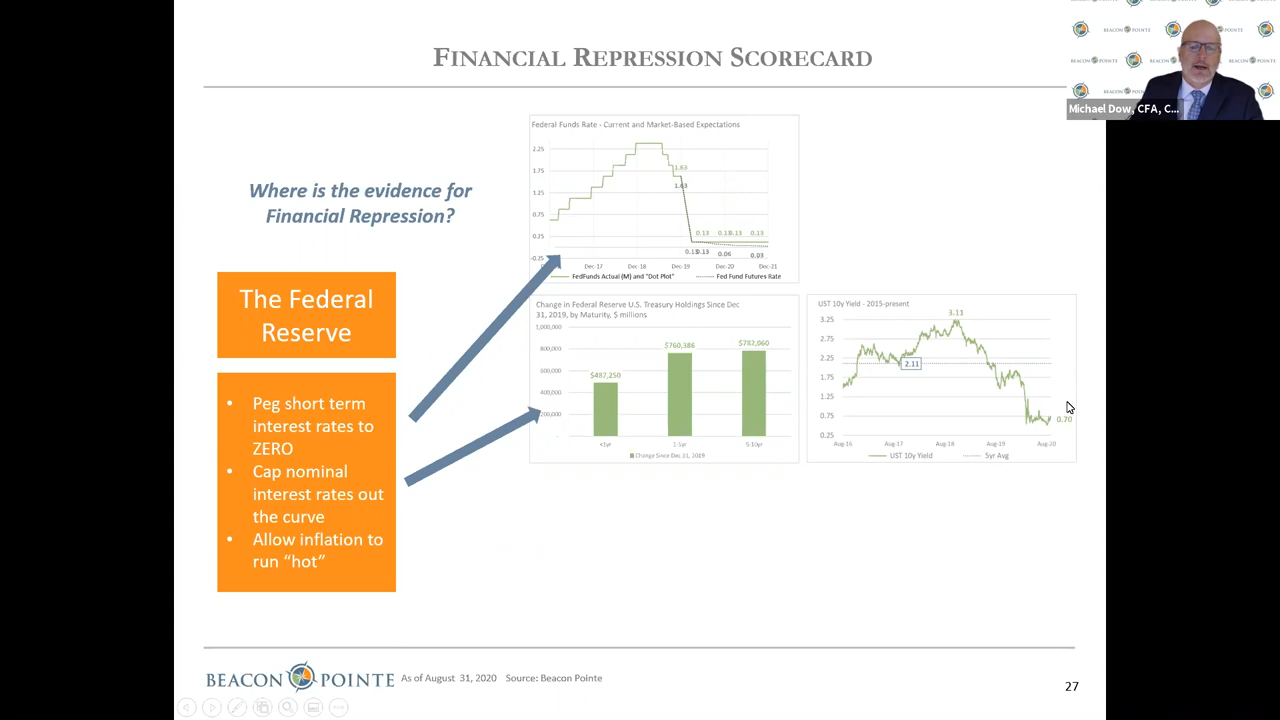 FINANCIAL REPRESSION SCORECARD
BEACON POINTE
Michael Dow, CFA, C...
Where is the evidence for
Financial Repression?
The Federal
Reserve
• Peg short term
interest rates to
ZERO
• Cap nominal
interest rates out
the curve
• Allow inflation to
run “hot”
Federal Funds Rate - Current and Market-Based Expectations
2.25
1.75
1.25
0.75
0.25
-0.25
1.63
1.63
0.13 0.13 0.13 0.13
0.13 0.13 0.06 0.03
Dec-17 Dec-18 Dec-19 Dec-20 Dec-21
FedFunds Actual (M) and "Dot Plot" Fed Fund Futures Rate
Change in Federal Reserve U.S. Treasury Holdings Since Dec
31, 2019, by Maturity, $ millions
1,000,000
800,000
600,000
400,000
200,000
-
$487,250 $760,386 $782,060
<1yr 1-5yr 5-10yr
Change Since Dec 31, 2019
UST 10y Yield - 2015-present
3.25
2.75
2.25
1.75
1.25
0.75
0.25
3.11
2.11
0.70
Aug-16 Aug-17 Aug-18 Aug-19 Aug-20
UST 10y Yield 5yr Avg
BEACON POINTE
As of August 31, 2020 Source: Beacon Pointe
27